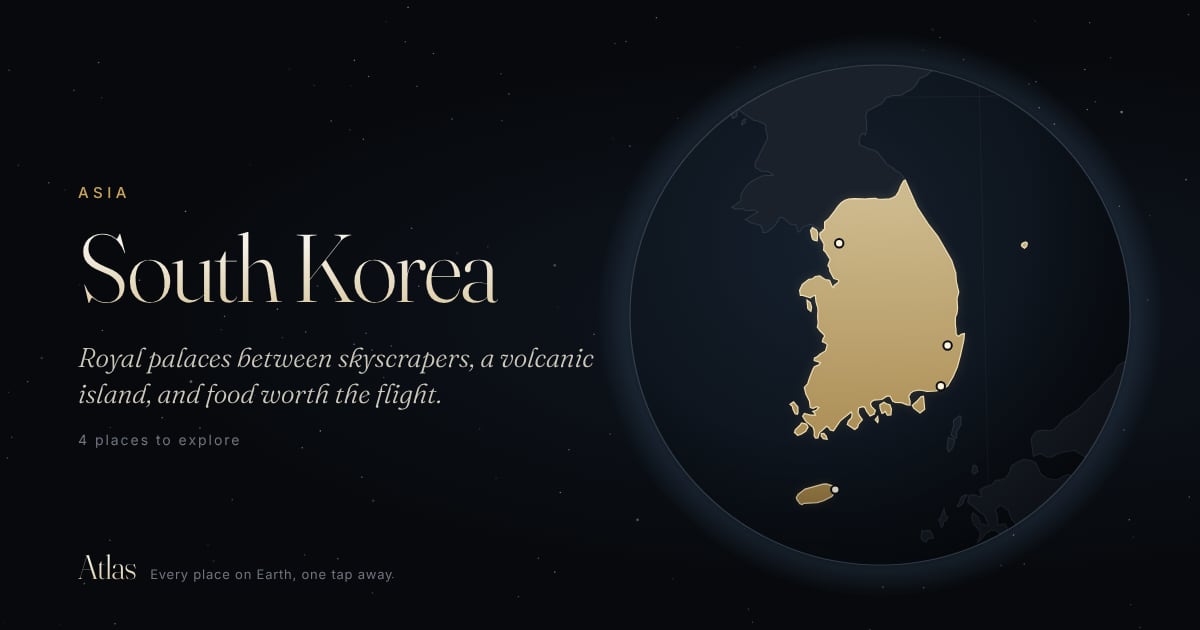 ASIA
South Korea
Royal palaces between skyscrapers, a volcanic
island, and food worth the flight.
4 places to explore
Atlas Every place on Earth, one tap away.